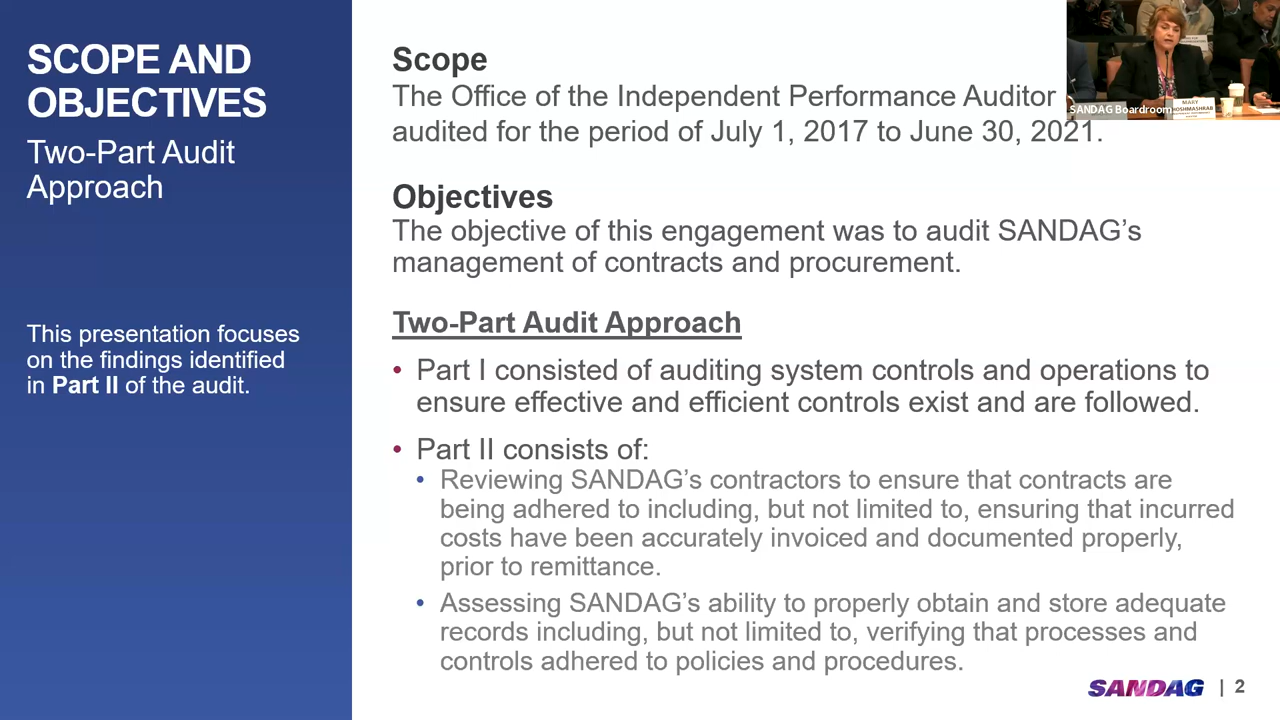 SCOPE AND
OBJECTIVES
Two-Part Audit
Approach
This presentation focuses
on the findings identified
in Part II of the audit.
Scope
The Office of the Independent Performance Auditor
audited for the period of July 1, 2017 to June 30, 2021.
Objectives
The objective of this engagement was to audit SANDAG’s
management of contracts and procurement.
Two-Part Audit Approach
• Part I consisted of auditing system controls and operations to
ensure effective and efficient controls exist and are followed.
• Part II consists of:
• Reviewing SANDAG’s contractors to ensure that contracts are
being adhered to including, but not limited to, ensuring that incurred
costs have been accurately invoiced and documented properly,
prior to remittance.
• Assessing SANDAG’s ability to properly obtain and store adequate
records including, but not limited to, verifying that processes and
controls adhered to policies and procedures.
SANDAG | 2
SANDAG Boardroom
MARY